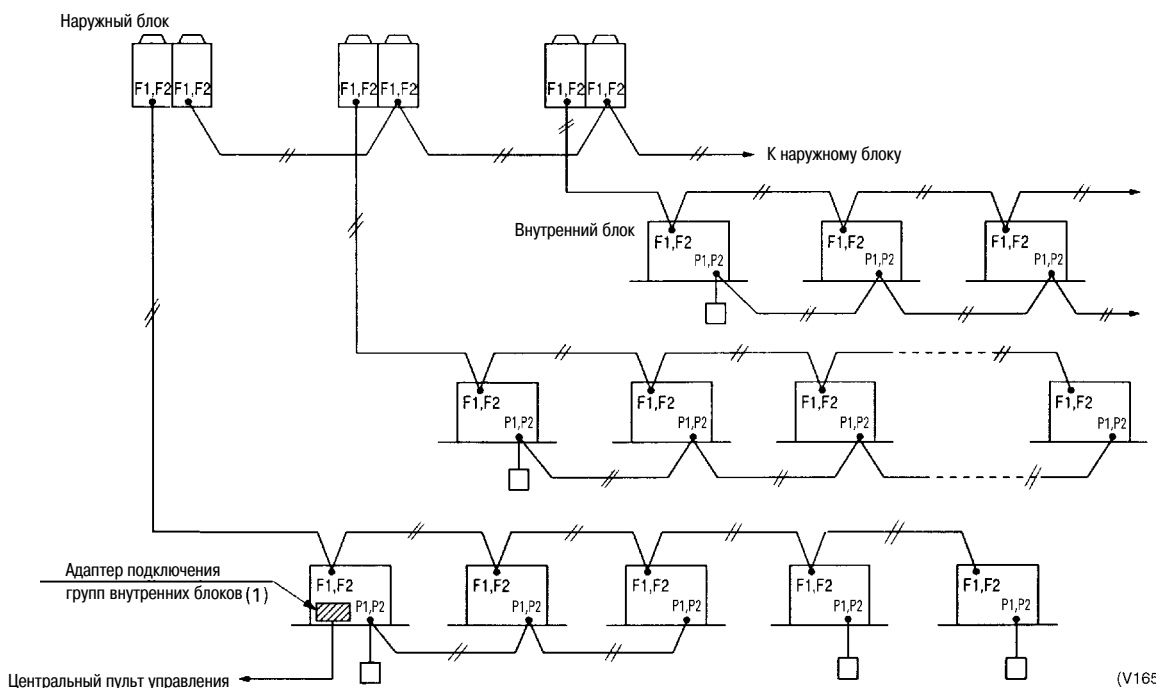 Наружный блок
F1,F2 F1,F2
F1,F2 F1,F2
F1,F2 F1,F2
К наружному блоку
Внутренний блок
F1,F2
P1,P2
F1,F2
P1,P2
F1,F2
P1,P2
F1,F2
P1,P2
F1,F2
P1,P2
F1,F2
P1,P2
F1,F2
P1,P2
Адаптер подключения
групп внутренних блоков (1)
F1,F2
P1,P2
F1,F2
P1,P2
F1,F2
P1,P2
F1,F2
P1,P2
F1,F2
P1,P2
Центральный пульт управления
(V165